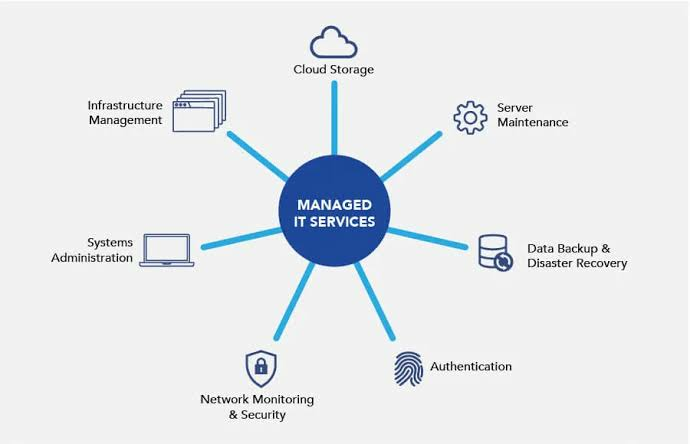 Cloud Storage
Infrastructure
Management
Server
Maintenance
MANAGED
IT SERVICES
Systems
Administration
Data Backup &
Disaster Recovery
Authentication
Network Monitoring
& Security